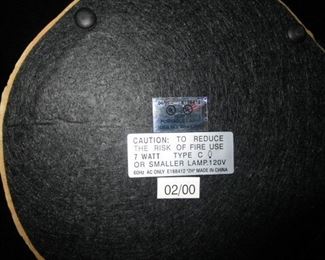 CAUTION: TO REDUCE
THE RISK OF FIRE USE
7 WATT TYPE C
OR SMALLER LAMP.120V
60Hz AC ONLY E188412 "2H" MADE IN CHINA
02/00